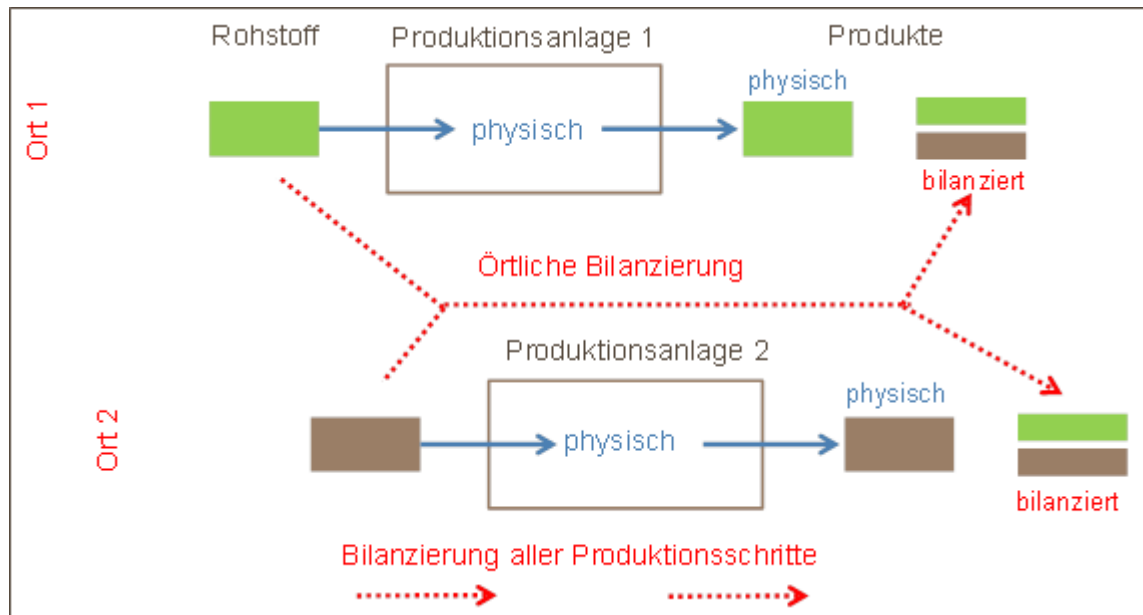 Rohstoff
Produktionsanlage 1
Produkte
Ort 1
physisch
physisch
bilanziert
Örtliche Bilanzierung
Produktionsanlage 2
Ort 2
physisch
physisch
bilanziert
Bilanzierung aller Produktionsschritte